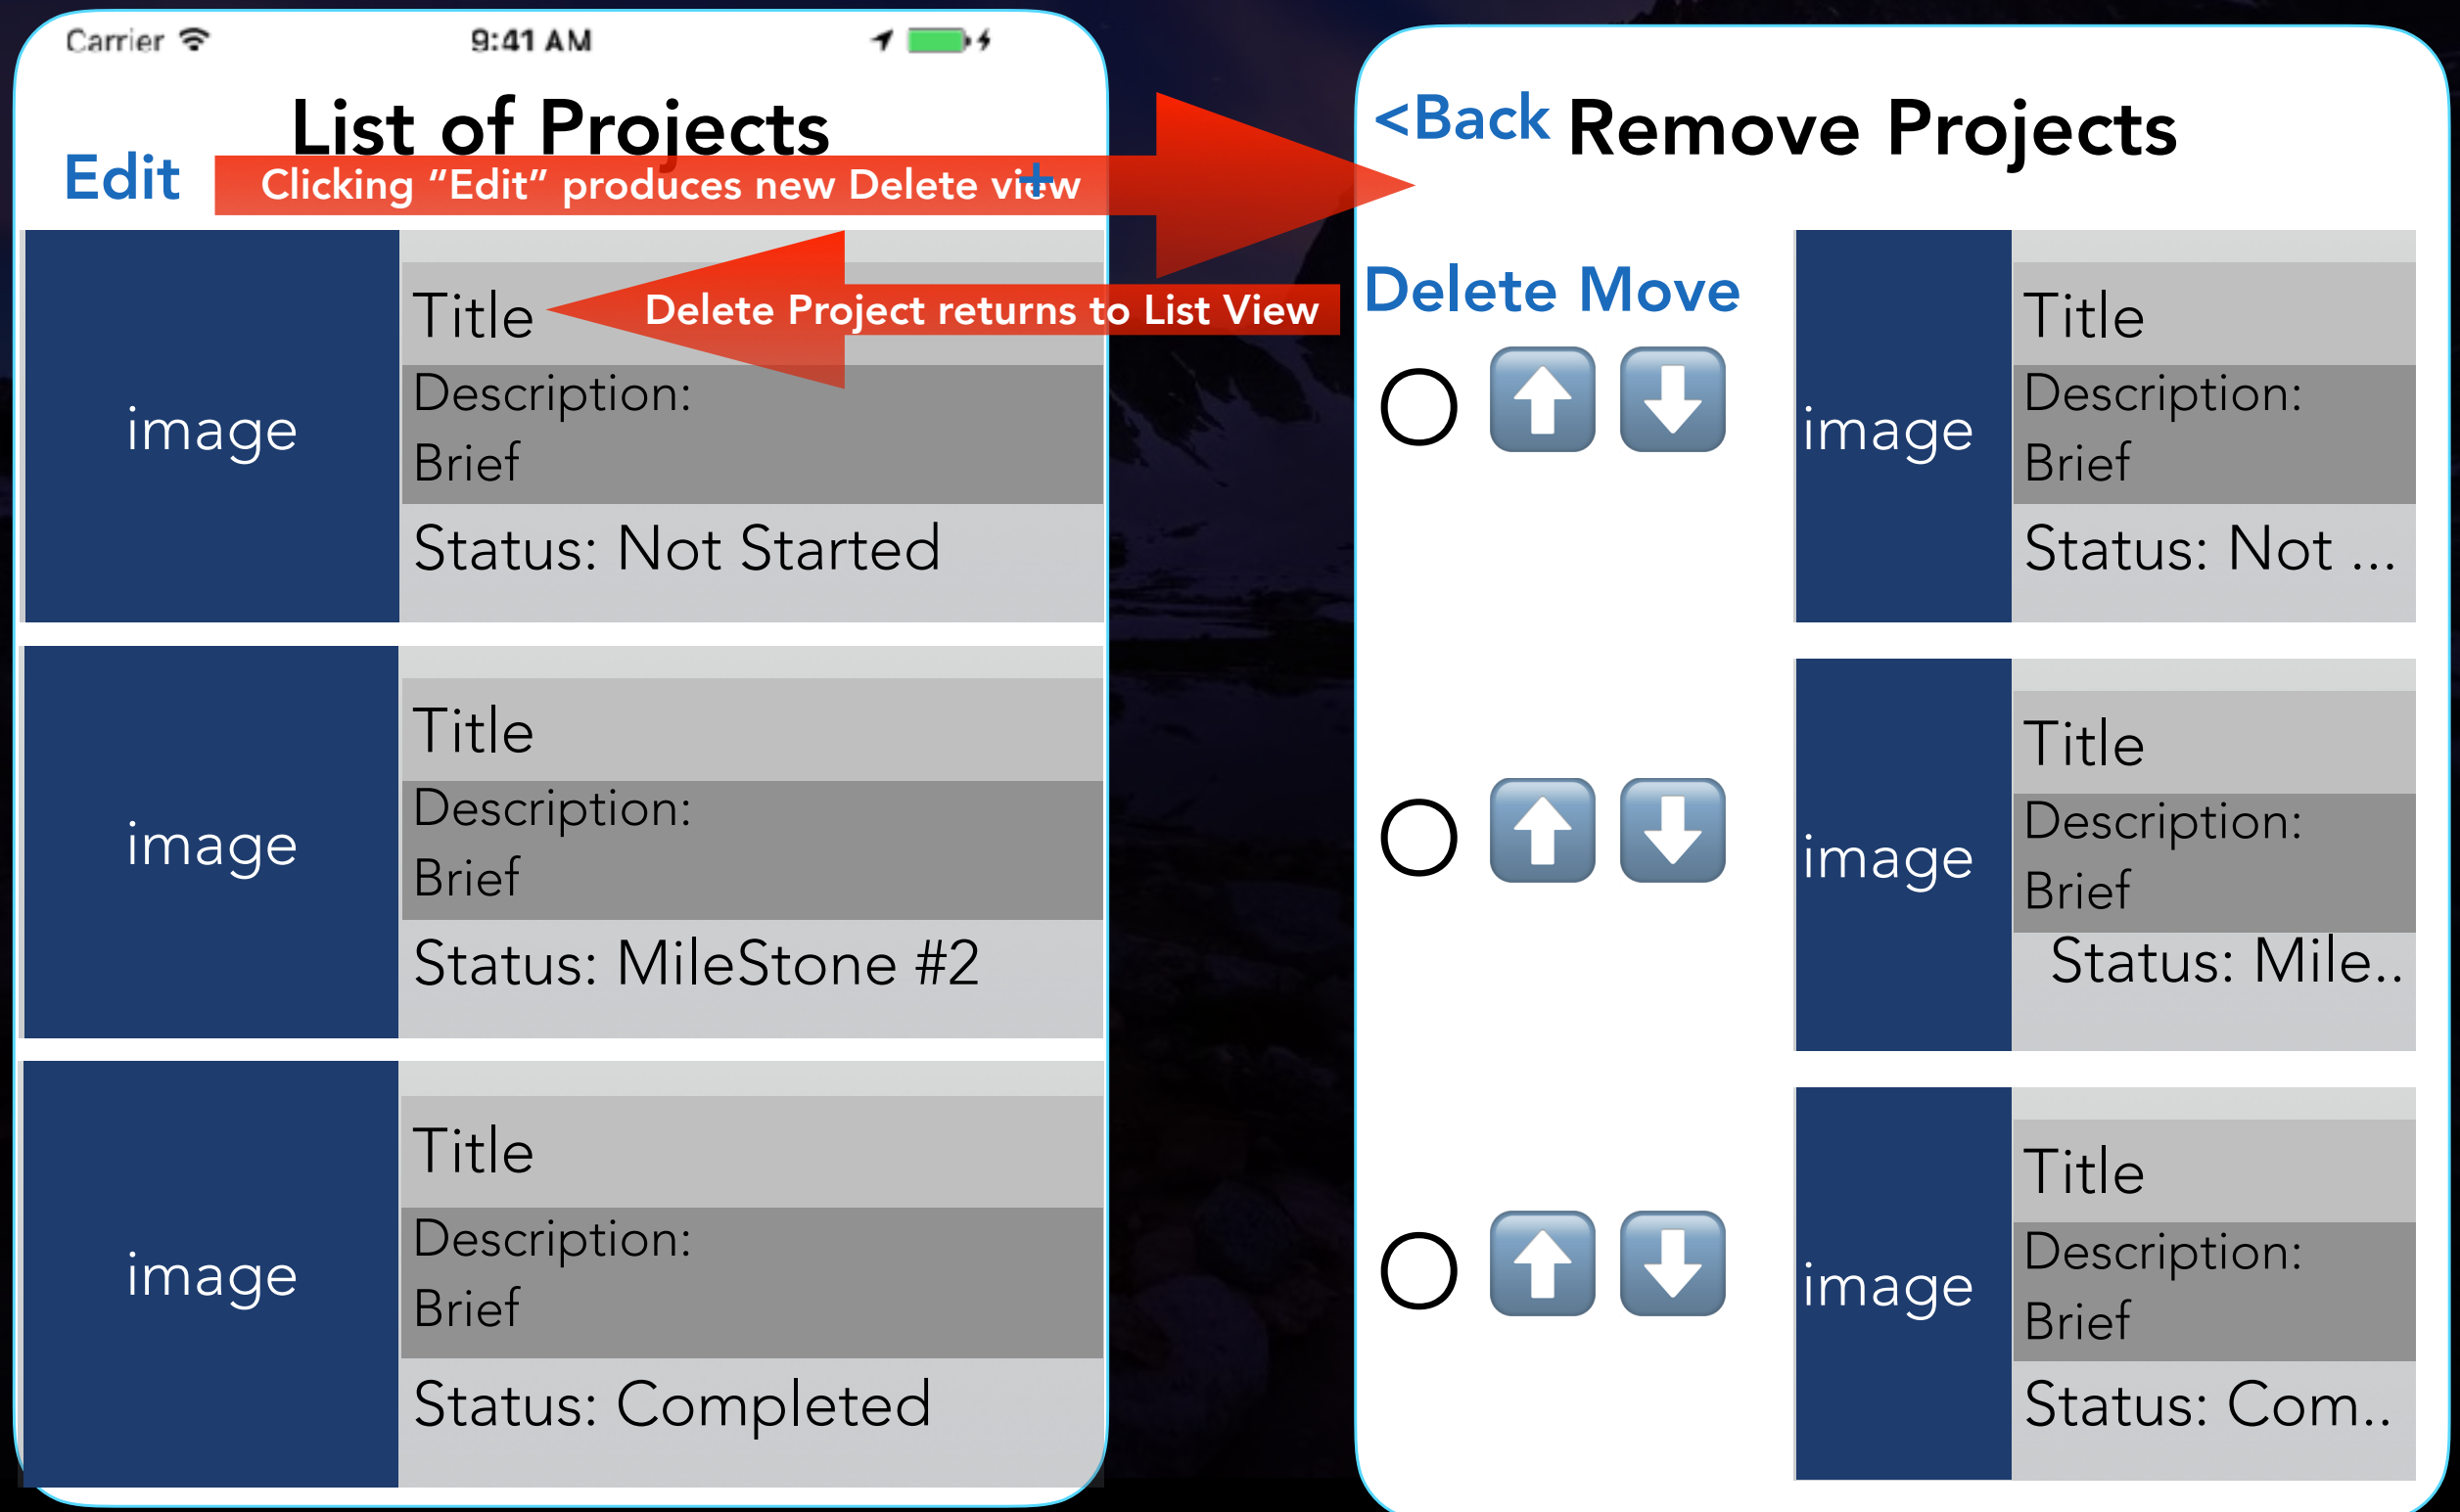 Carrier 9:41 AM
List of Projects
Edit
+
Clicking “Edit” produces new Delete view
Title
Delete Project returns to List View
Description:
Brief
image
Status: Not Started
Title
Description:
Brief
image
Status: MileStone #2
Title
Description:
Brief
image
Status: Completed
<Back Remove Projects
Delete Move
Title
Description:
Brief
image
Status: Not ...
Title
Description:
Brief
image
Status: Mile..
Title
Description:
Brief
image
Status: Com..